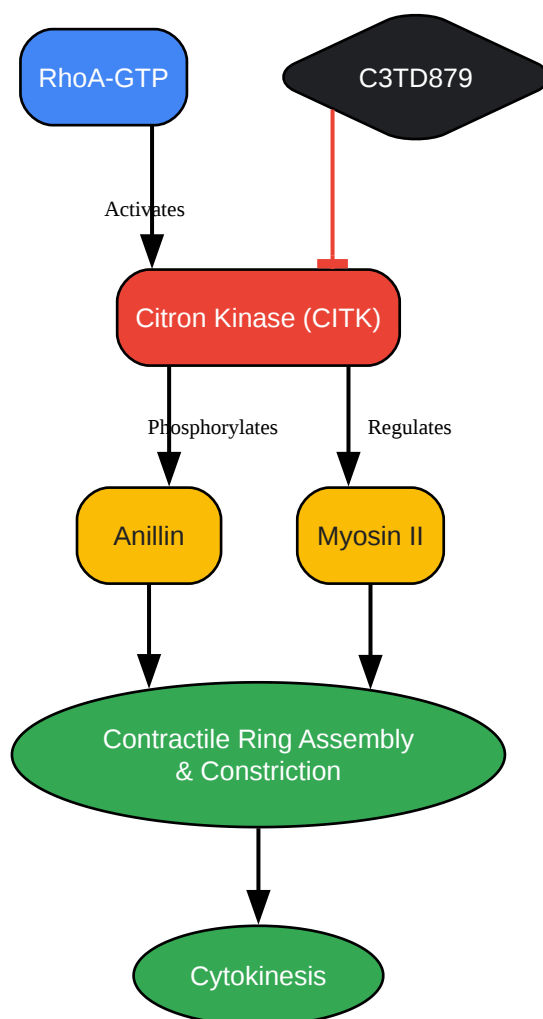 RhoA-GTP
C3TD879
Activates
Citron Kinase (CITK)
Phosphorylates
Regulates
Anillin
Myosin II
Contractile Ring Assembly
& Constriction
Cytokinesis